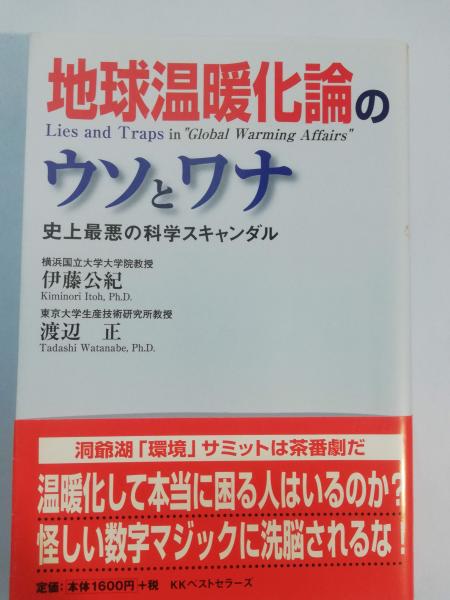 地球温暖化論の
Lies and Traps in "Global Warming Affairs"
ウソとワナ
史上最悪の科学スキャンダル
横浜国立大学大学院教授
伊藤公紀
Kiminori Itoh, Ph.D.
東京大学生産技術研究所教授
渡辺 正
Tadashi Watanabe, Ph.D.
洞爺湖「環境」サミットは茶番劇だ
温暖化して本当に困る人はいるのか?
怪しい数字マジックに洗脳されるな!
定価:本体1600円+税 KKベストセラーズ